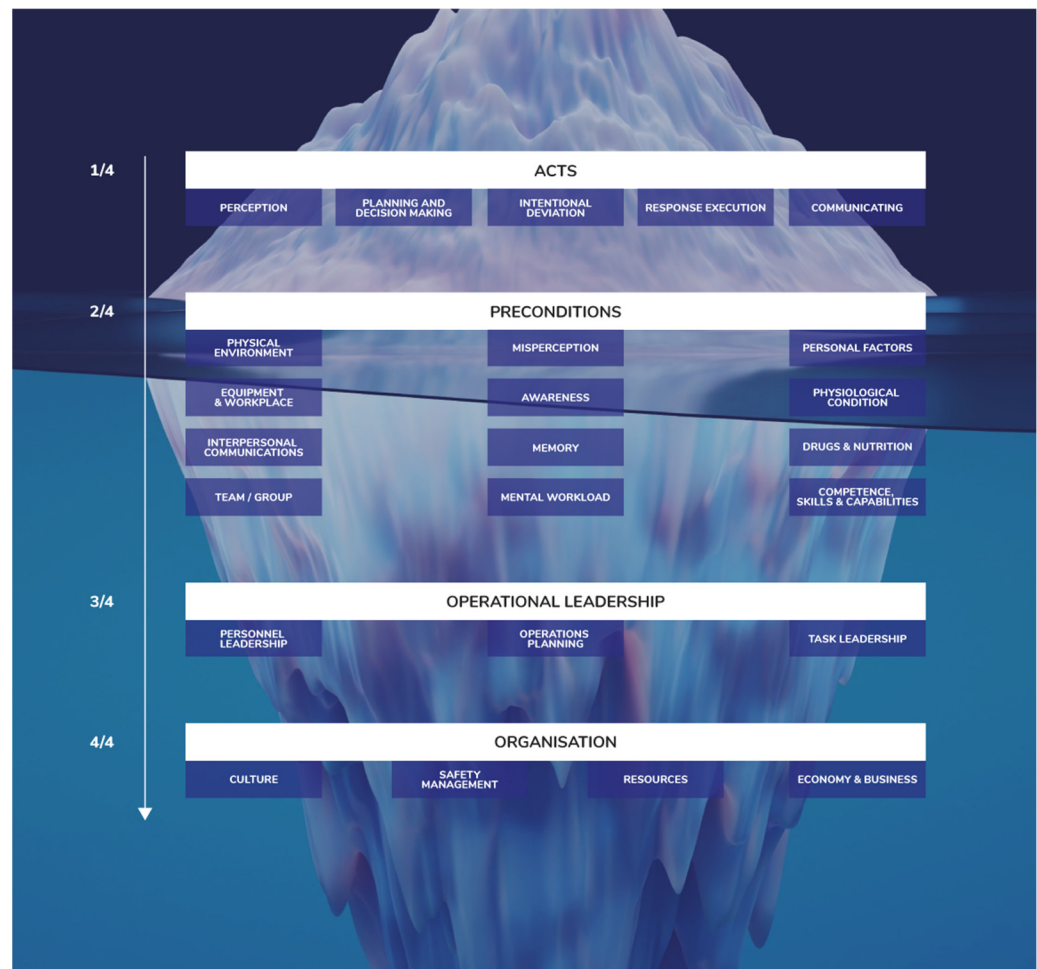 1/4
ACTS
PERCEPTION
PLANNING AND
DECISION MAKING
INTENTIONAL
DEVIATION
RESPONSE EXECUTION
COMMUNICATING
2/4
PRECONDITIONS
PHYSICAL
ENVIRONMENT
MISPERCEPTION
PERSONAL FACTORS
EQUIPMENT
& WORKPLACE
AWARENESS
PHYSIOLOGICAL
CONDITION
INTERPERSONAL
COMMUNICATIONS
MEMORY
DRUGS & NUTRITION
TEAM / GROUP
MENTAL WORKLOAD
COMPETENCE,
SKILLS & CAPABILITIES
3/4
OPERATIONAL LEADERSHIP
PERSONNEL
LEADERSHIP
OPERATIONS
PLANNING
TASK LEADERSHIP
4/4
ORGANISATION
CULTURE
SAFETY
MANAGEMENT
RESOURCES
ECONOMY & BUSINESS